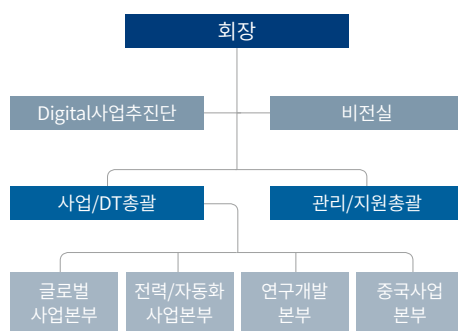 회장
Digital사업추진단
비전실
사업/DT총괄
관리/지원총괄
글로벌
사업본부
전력/자동화
사업본부
연구개발
본부
중국사업
본부